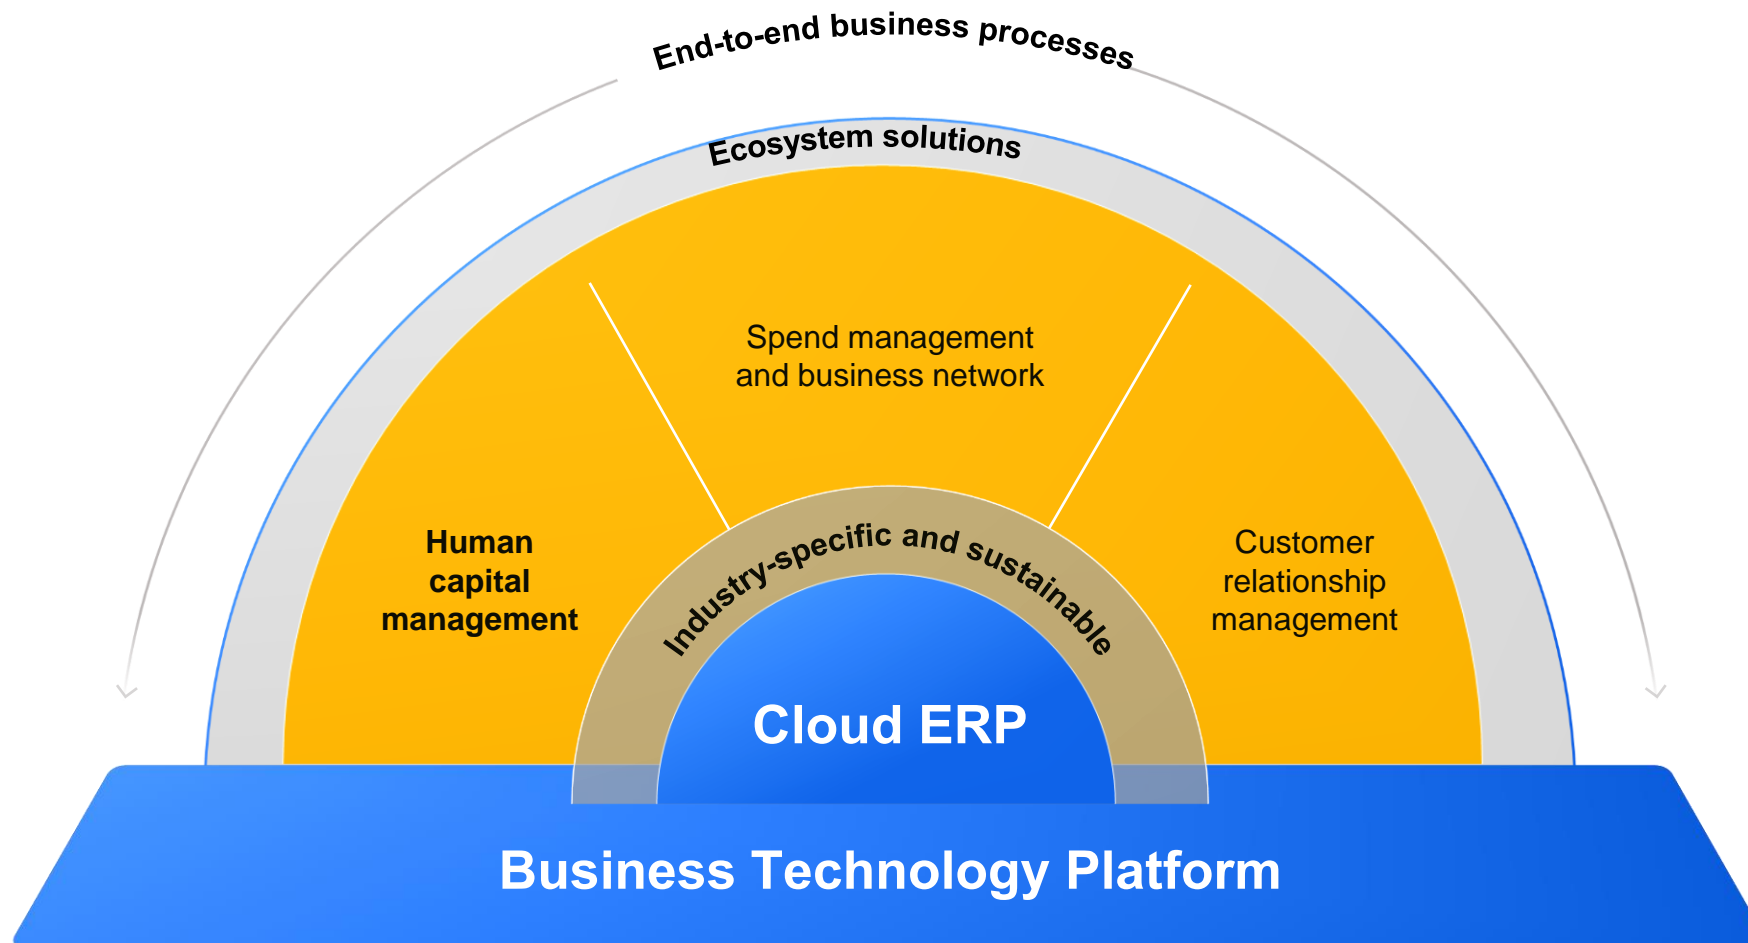 End-to-end business processes
Ecosystem solutions
Spend management
and business network
Human
capital
management
Industry-specific and sustainable
Customer
relationship
management
Cloud ERP
Business Technology Platform